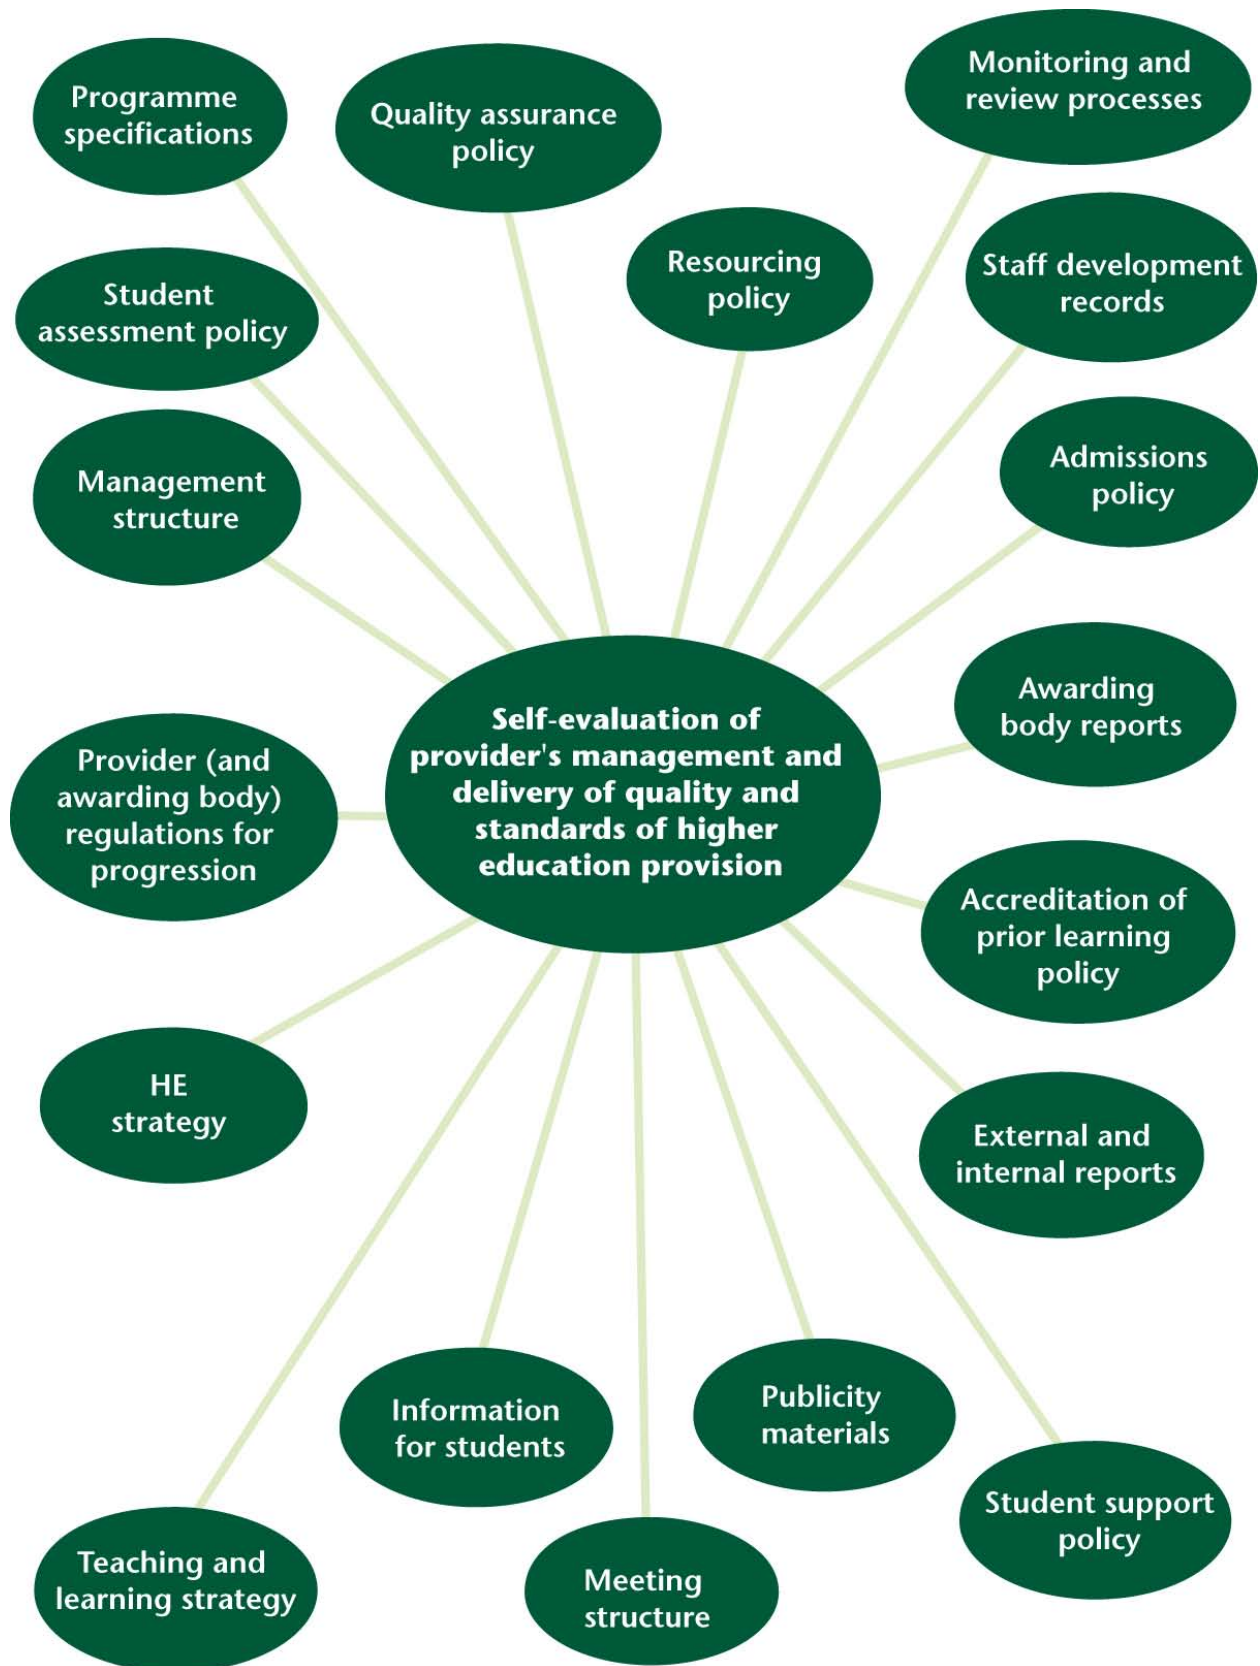 Programme
specifications
Quality assurance
policy
Monitoring and
review processes
Resourcing
policy
Staff development
records
Student
assessment policy
Management
structure
Admissions
policy
Self-evaluation of
provider's management and
delivery of quality and
standards of higher
education provision
Awarding
body reports
Provider (and
awarding body)
regulations for
progression
Accreditation of
prior learning
policy
HE
strategy
External and
internal reports
Information
for students
Publicity
materials
Student support
policy
Teaching and
learning strategy
Meeting
structure